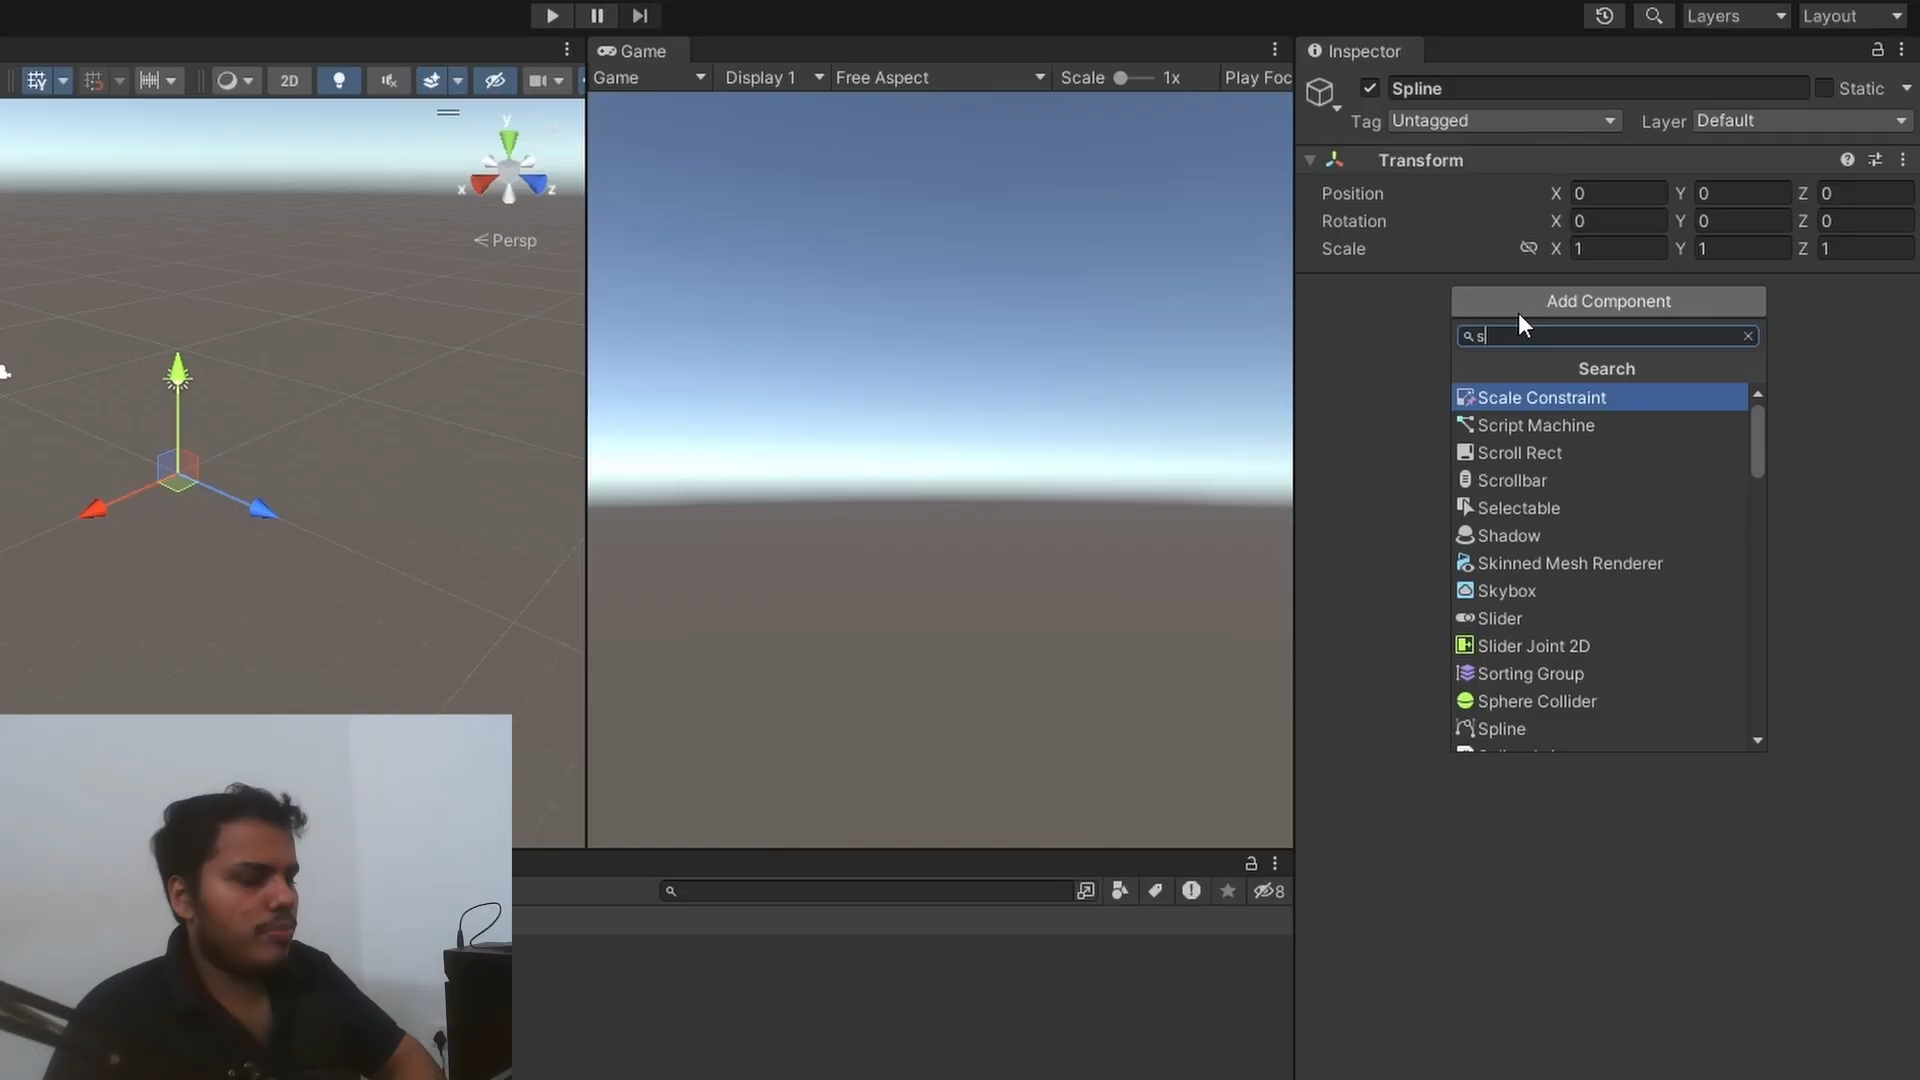 Layers
Layout
Game
Inspector
2D
Game
Display 1
Free Aspect
Scale
1x
Play Foc
Spline
Static
Tag
Untagged
Layer
Default
Transform
Position X 0 Y 0 Z 0
Rotation X 0 Y 0 Z 0
Scale X 1 Y 1 Z 1
y
x
z
Persp
Add Component
s
Search
Scale Constraint
Script Machine
Scroll Rect
Scrollbar
Selectable
Shadow
Skinned Mesh Renderer
Skybox
Slider
Slider Joint 2D
Sorting Group
Sphere Collider
Spline
8